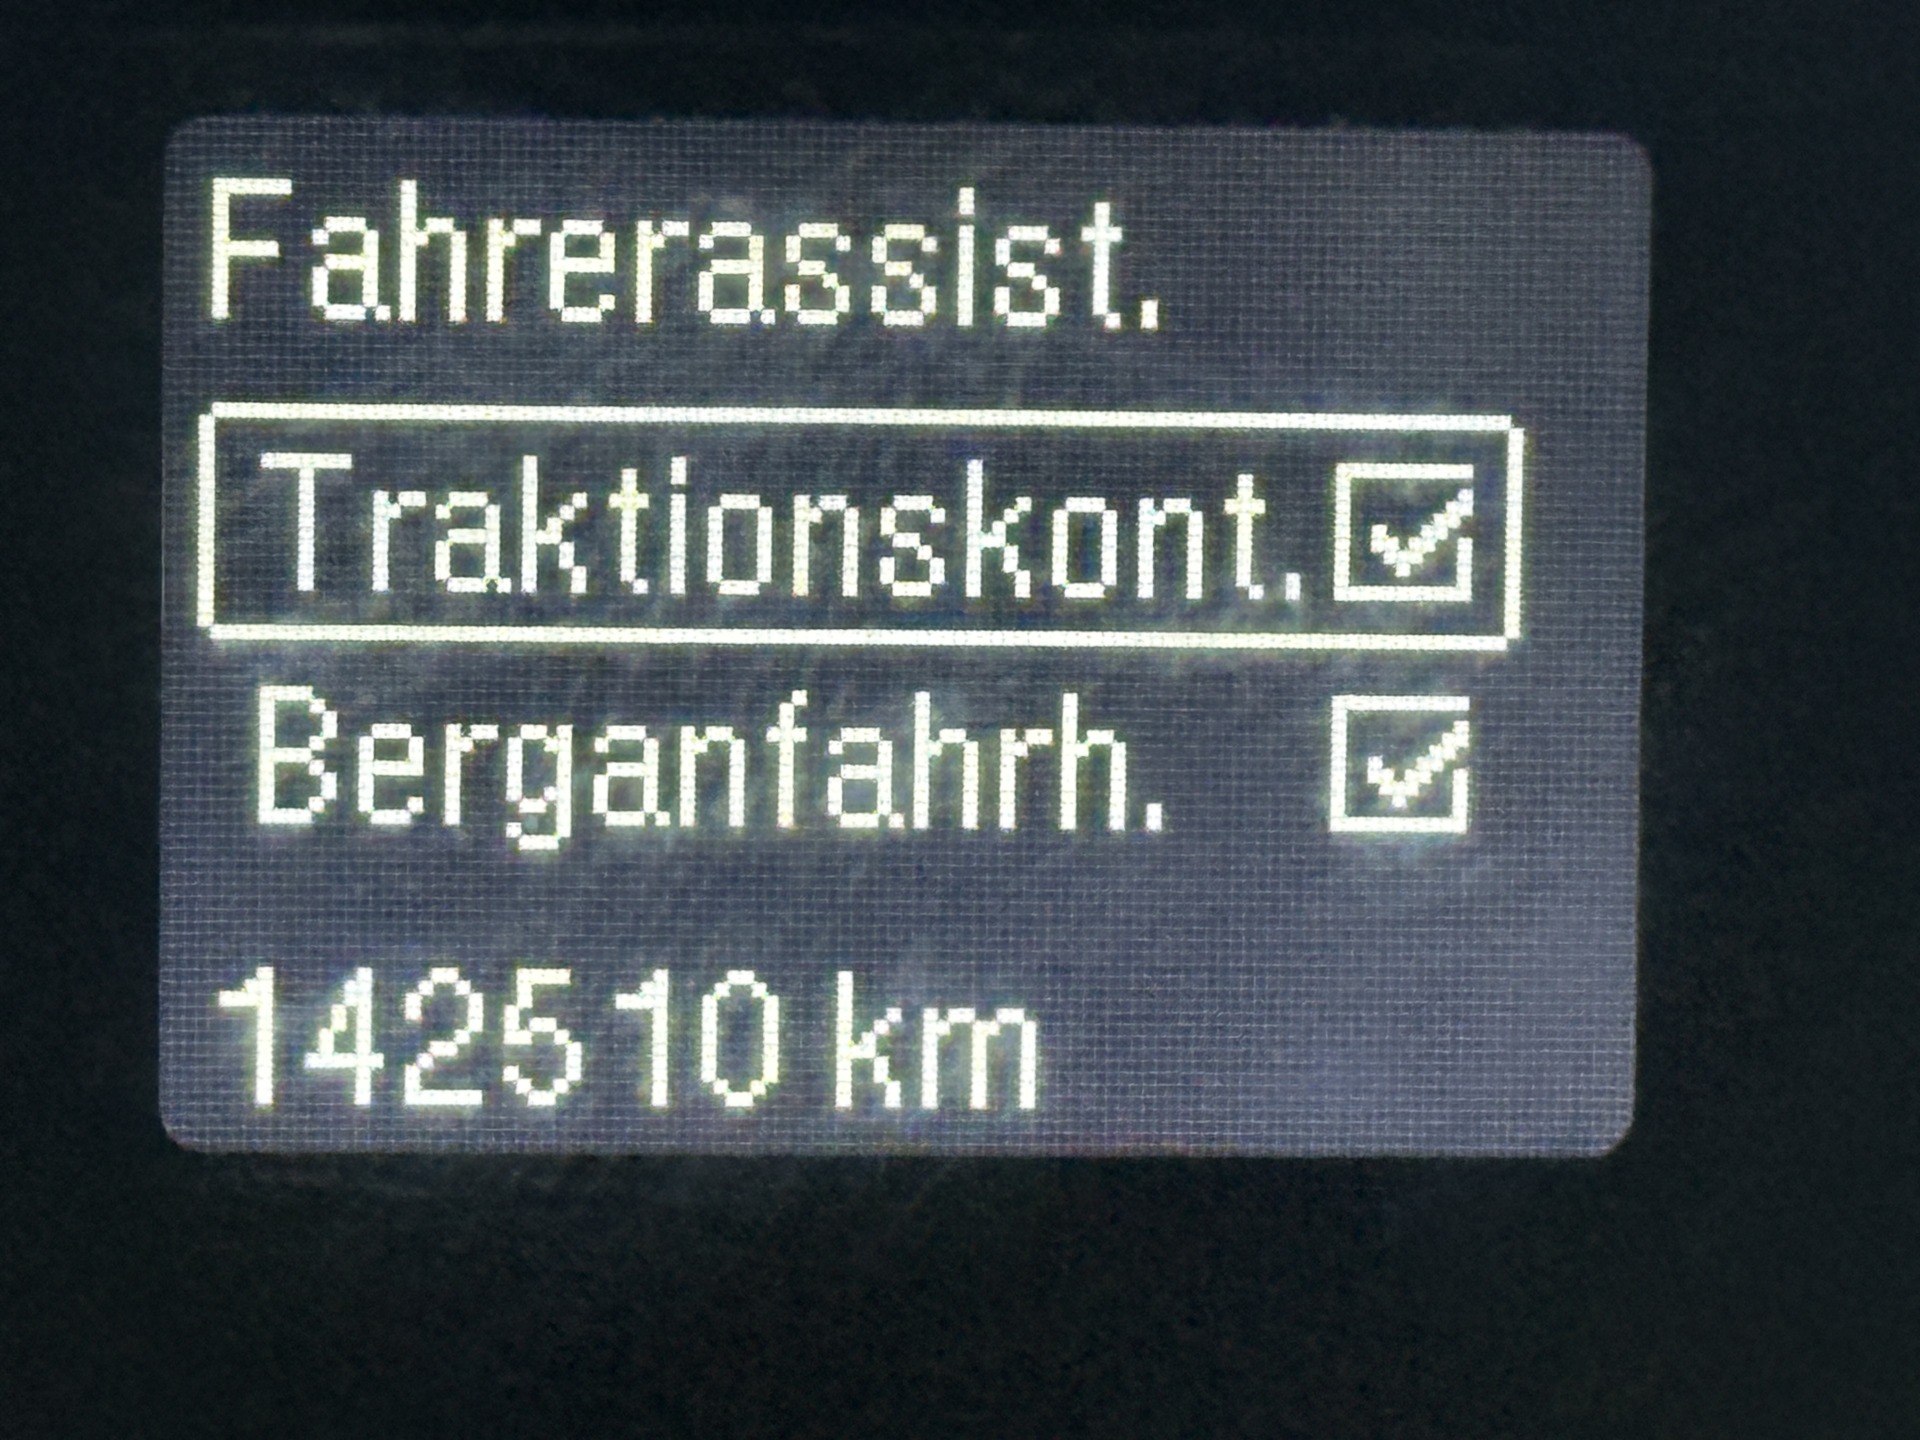 Fahrerassist.
Traktionskont.
Berganfahrh.
142510 km